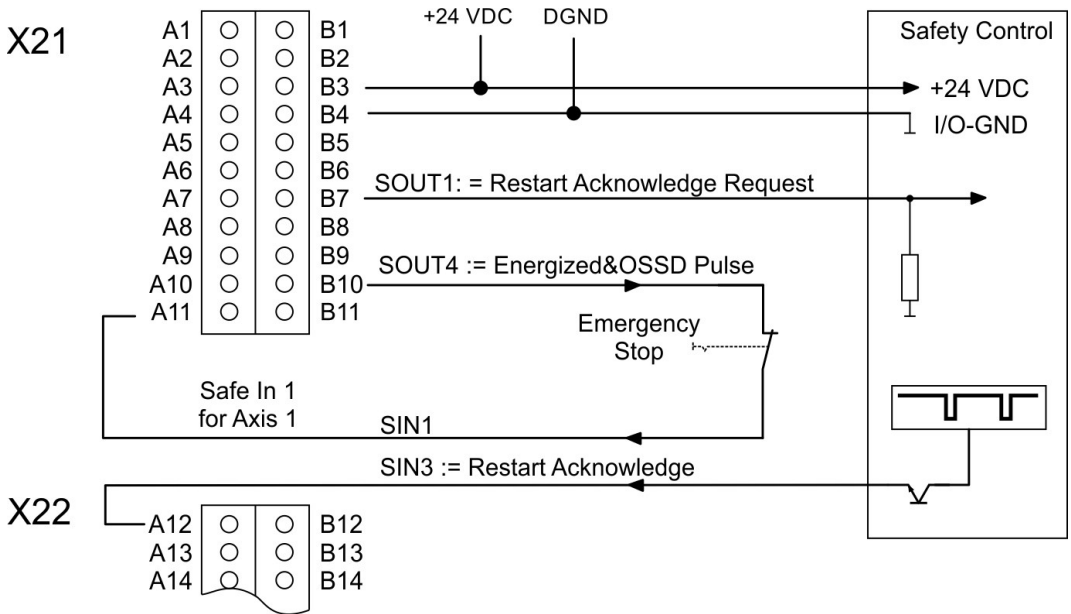 +24 VDC DGND
X21
A1 B1
A2 B2
A3 B3
A4 B4
A5 B5
A6 B6
A7 B7
A8 B8
A9 B9
A10 B10
A11 B11
Safety Control
+24 VDC
I/O-GND
SOUT1: = Restart Acknowledge Request
SOUT4 := Energized&OSSD Pulse
Emergency
Stop
Safe In 1
for Axis 1
SIN1
SIN3 := Restart Acknowledge
X22
A12 B12
A13 B13
A14 B14